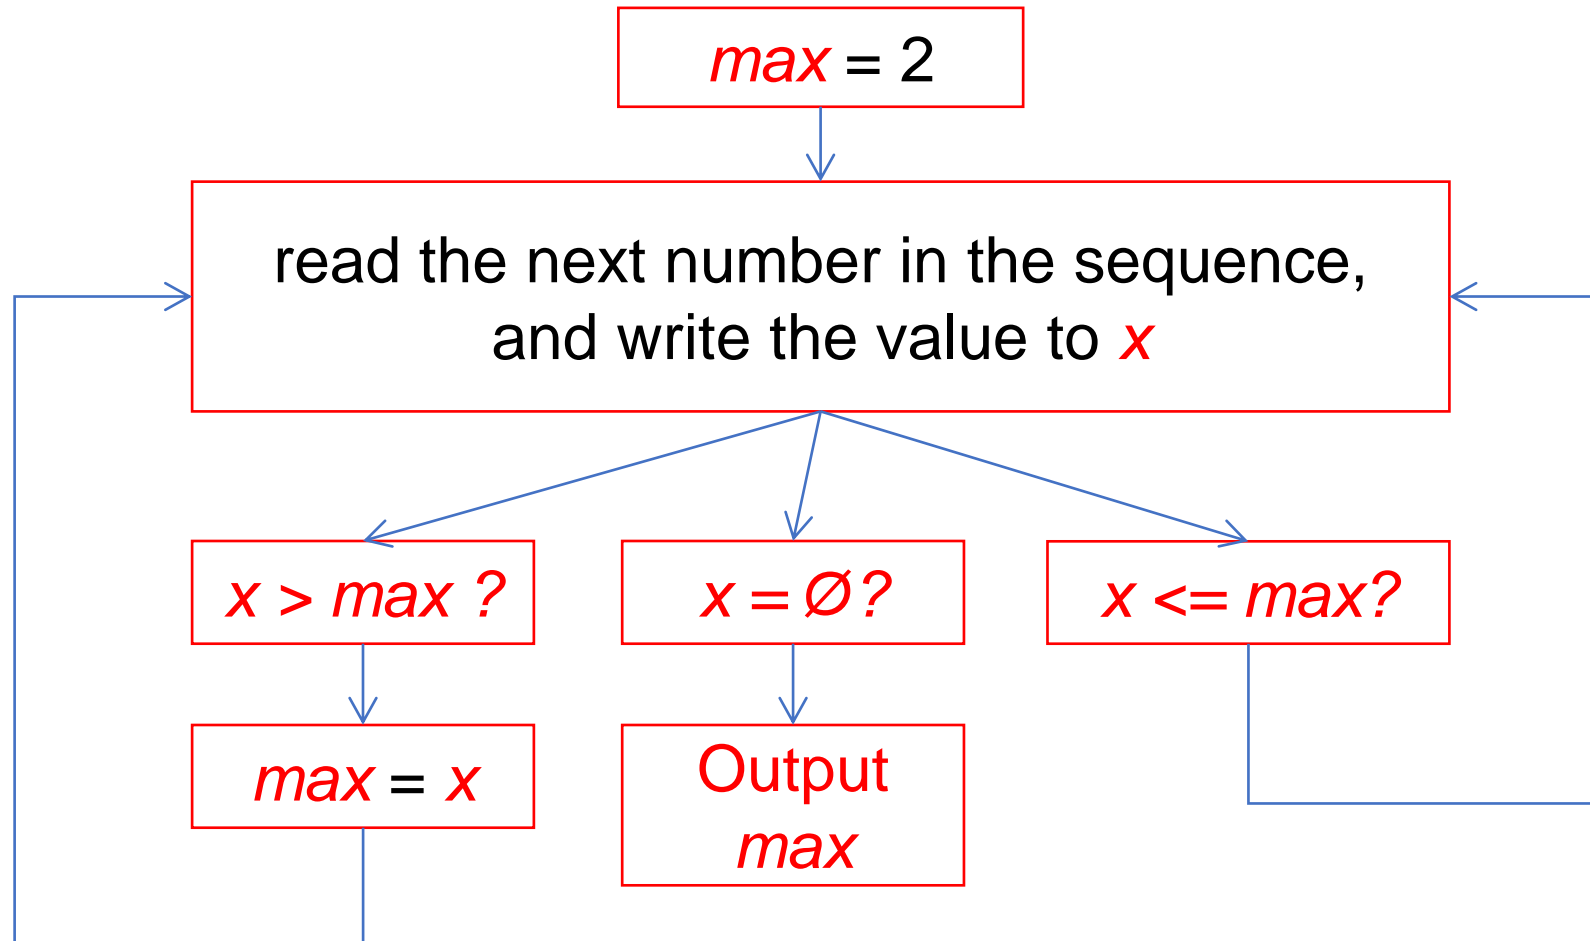 max = 2
read the next number in the sequence,
and write the value to x
x > max ?
x = Ø?
x <= max?
max = x
Output
max